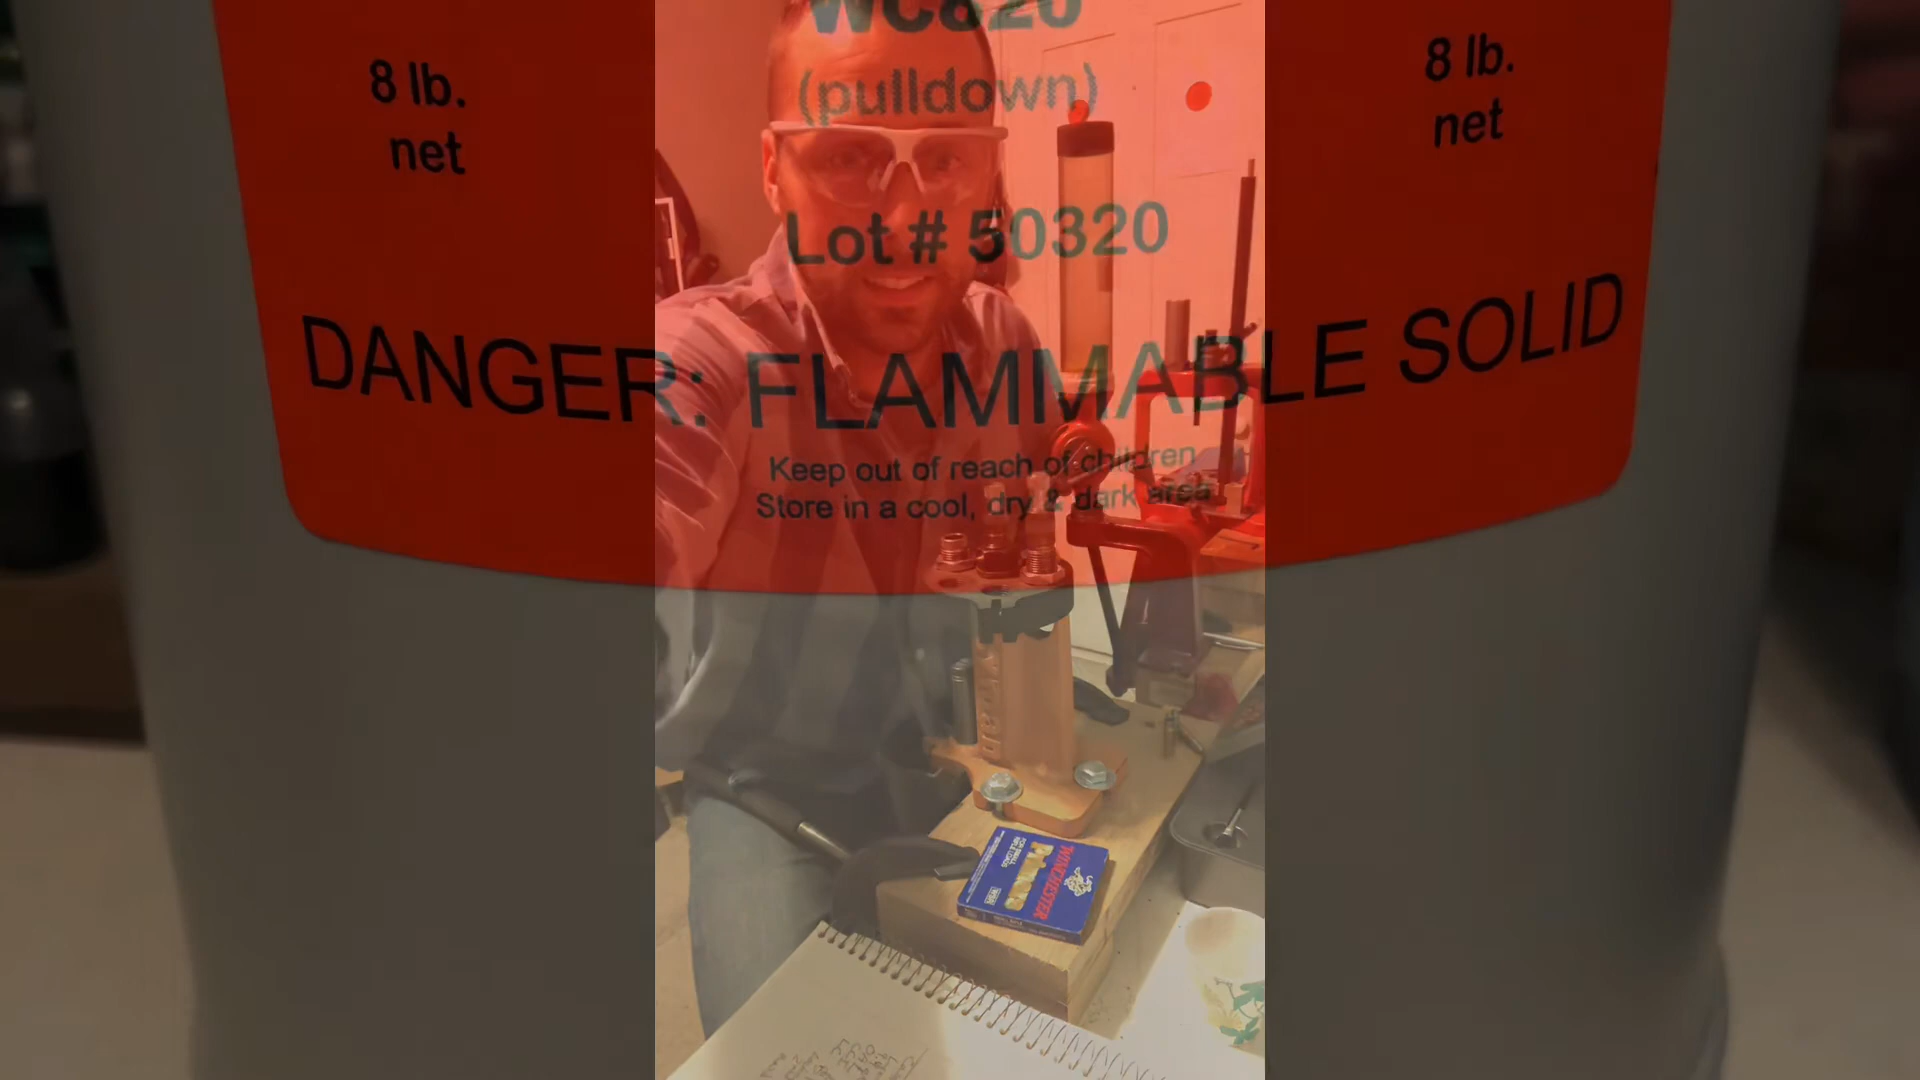 WC820
(pulldown)
8 lb.
net
8 lb.
net
Lot # 50320
DANGER: FLAMMABLE SOLID
Keep out of reach of children
Store in a cool, dry & dark area
WINCHESTER